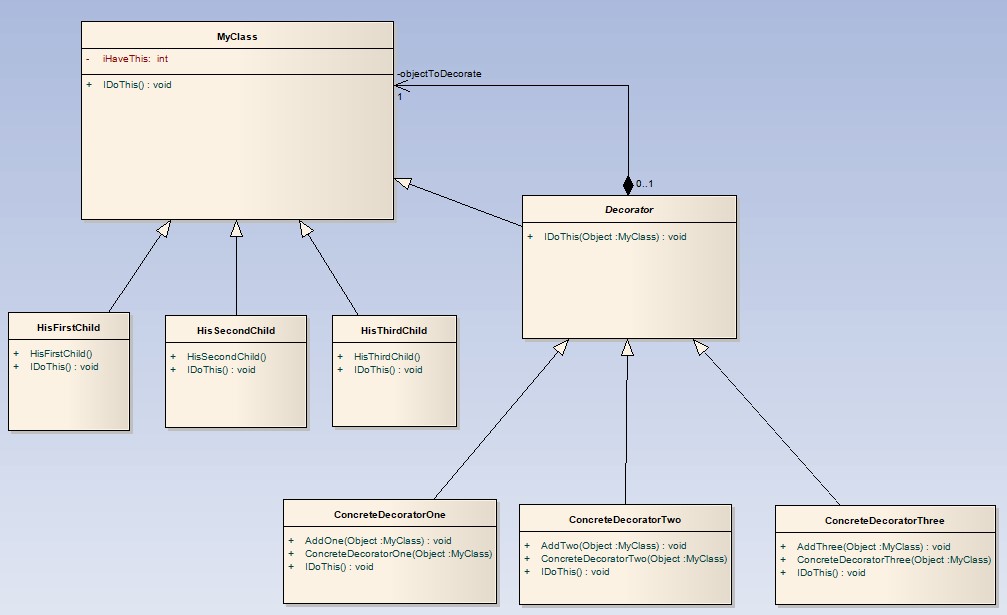 MyClass
- iHaveThis: int
+ IDoThis() : void
-objectToDecorate
1
0..1
Decorator
+ IDoThis(Object :MyClass) : void
HisFirstChild
+ HisFirstChild()
+ IDoThis() : void
HisSecondChild
+ HisSecondChild()
+ IDoThis() : void
HisThirdChild
+ HisThirdChild()
+ IDoThis() : void
ConcreteDecoratorOne
+ AddOne(Object :MyClass) : void
+ ConcreteDecoratorOne(Object :MyClass)
+ IDoThis() : void
ConcreteDecoratorTwo
+ AddTwo(Object :MyClass) : void
+ ConcreteDecoratorTwo(Object :MyClass)
+ IDoThis() : void
ConcreteDecoratorThree
+ AddThree(Object :MyClass) : void
+ ConcreteDecoratorThree(Object :MyClass)
+ IDoThis() : void